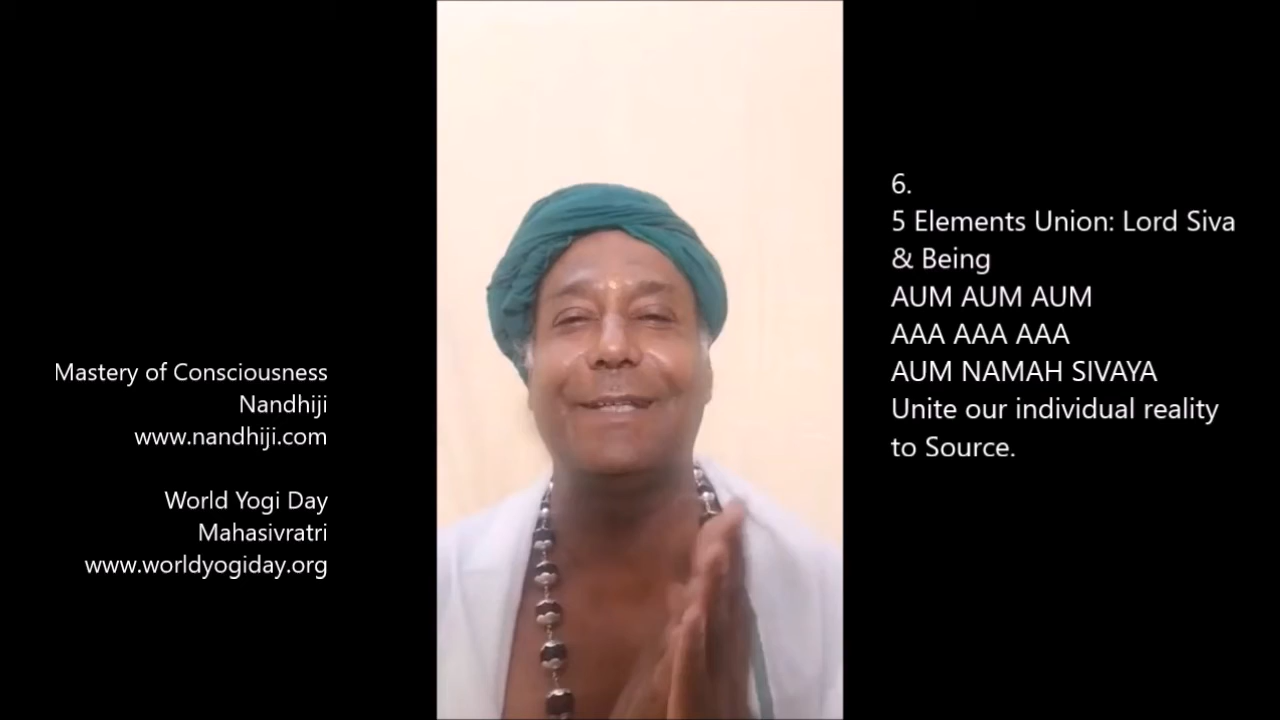 Mastery of Consciousness
Nandhiji
www.nandhiji.com
World Yogi Day
Mahasivratri
www.worldyogiday.org
6.
5 Elements Union: Lord Siva
& Being
AUM AUM AUM
AAA AAA AAA
AUM NAMAH SIVAYA
Unite our individual reality
to Source.